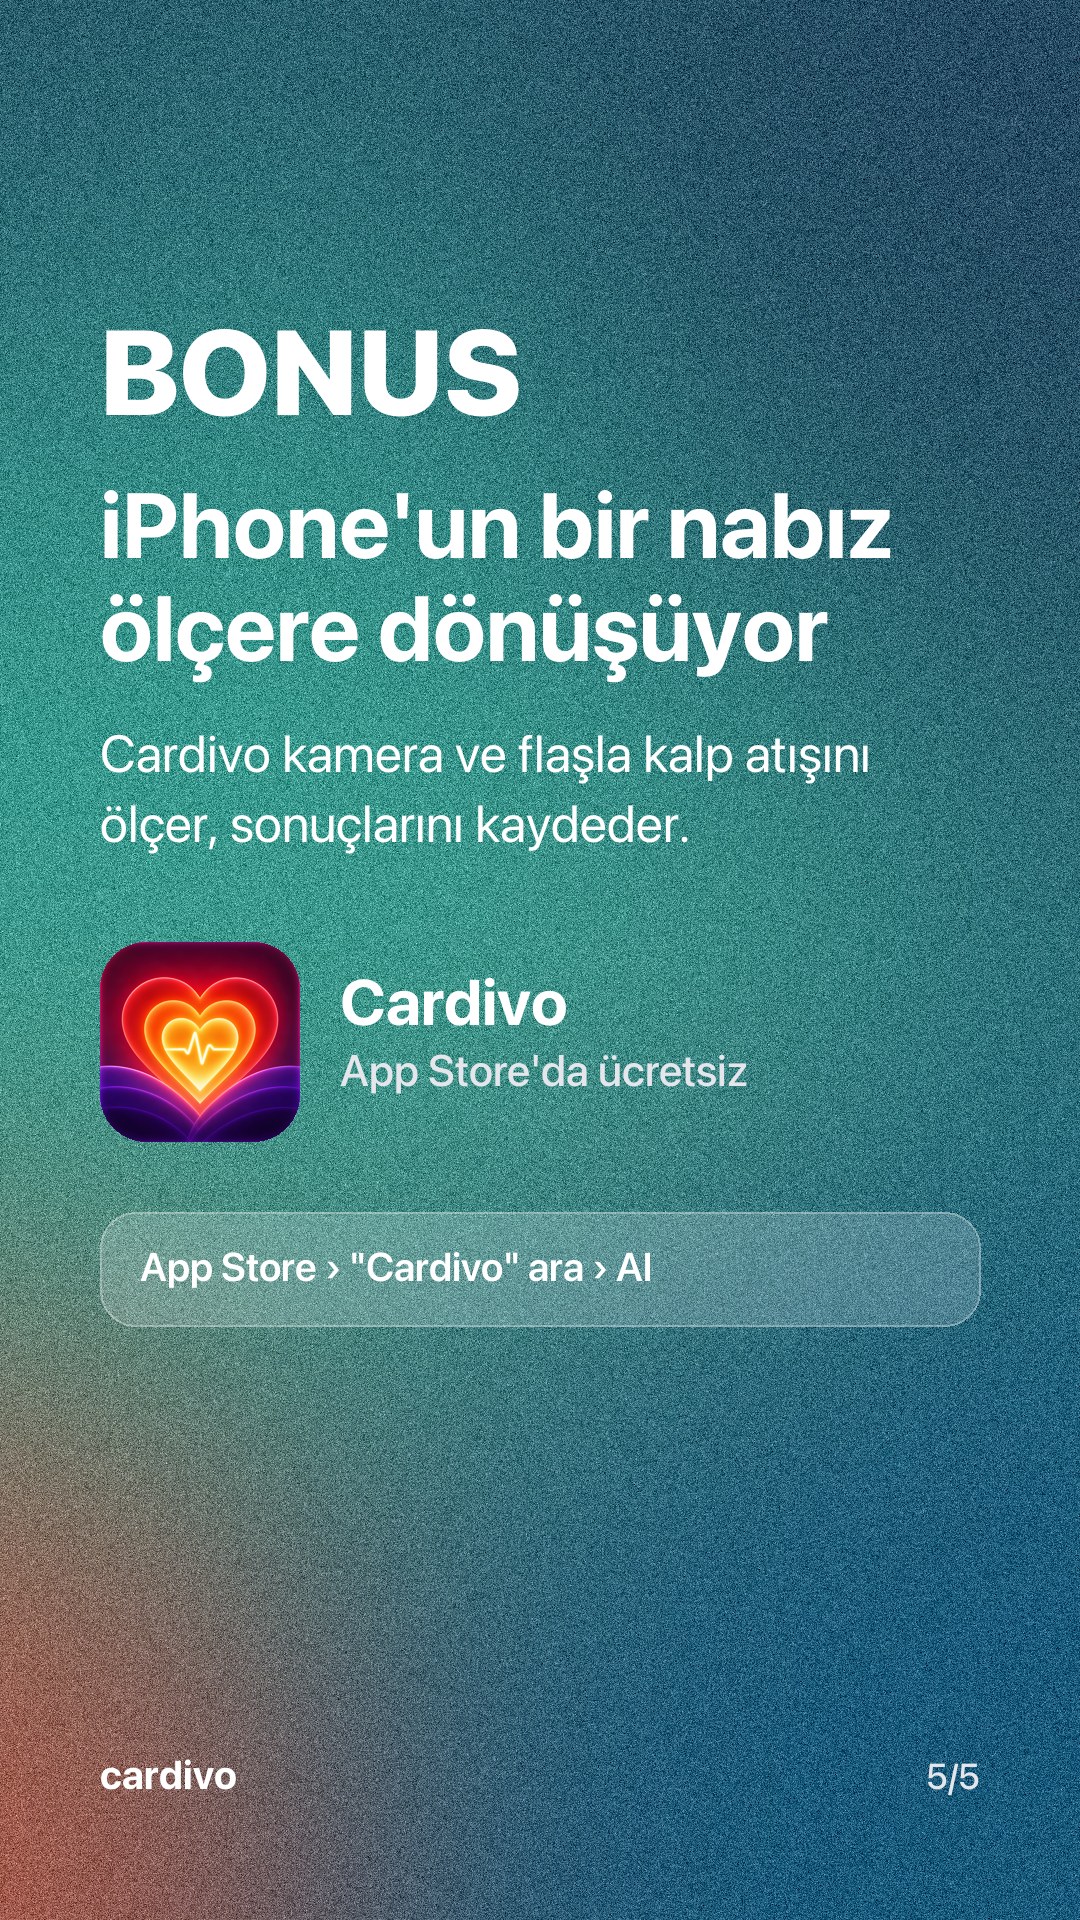 BONUS
iPhone'un bir nabız
ölçere dönüşüyor
Cardivo kamera ve flaşla kalp atışını
ölçer, sonuçlarını kaydeder.
Cardivo
App Store'da ücretsiz
App Store › "Cardivo" ara › Al
cardivo
5/5